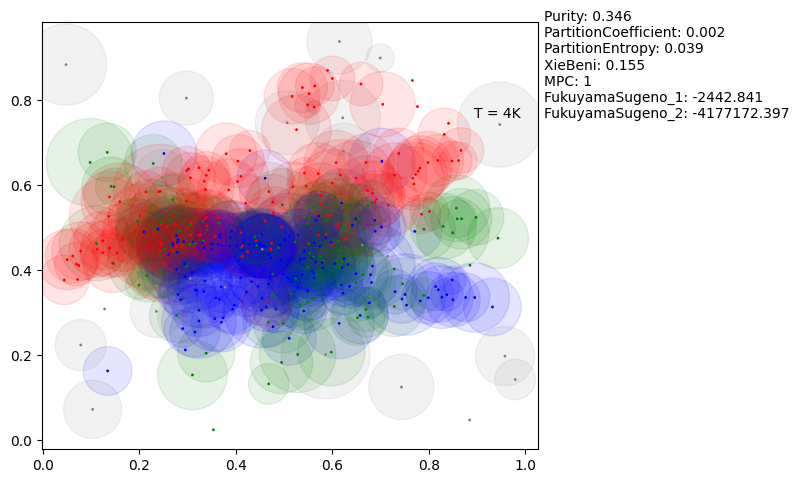 Purity: 0.346
PartitionCoefficient: 0.002
PartitionEntropy: 0.039
XieBeni: 0.155
MPC: 1
FukuyamaSugeno_1: -2442.841
FukuyamaSugeno_2: -4177172.397
T = 4K
0.8
0.6
0.4
0.2
0.0
0.0 0.2 0.4 0.6 0.8 1.0